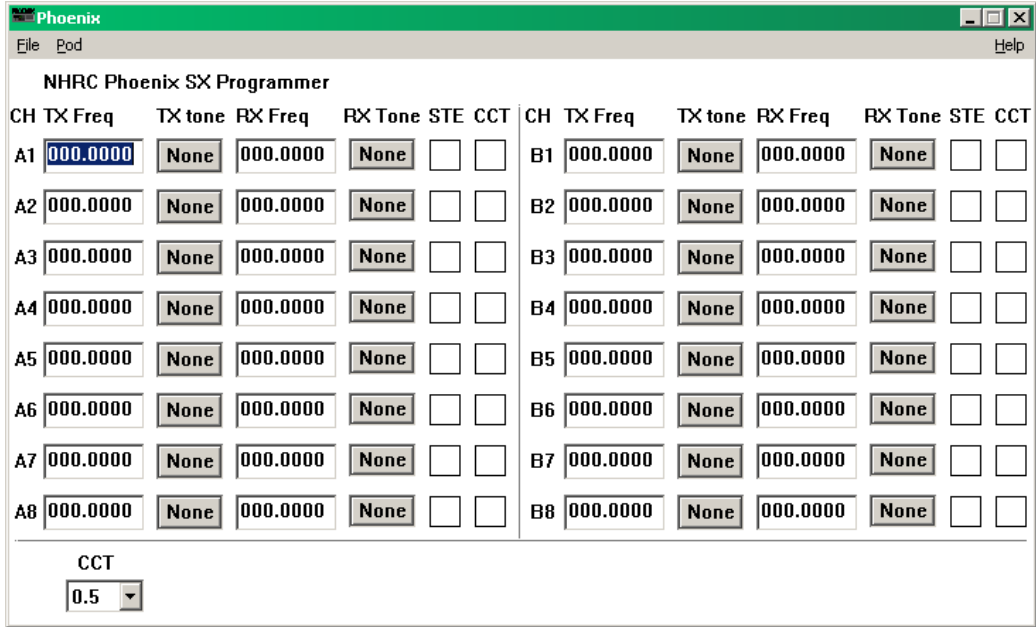 Phoenix
File Pod Help
NHRC Phoenix SX Programmer
CH TX Freq TX tone RX Freq RX Tone STE CCT CH TX Freq TX tone RX Freq RX Tone STE CCT
A1 000.0000 None 000.0000 None B1 000.0000 None 000.0000 None
A2 000.0000 None 000.0000 None B2 000.0000 None 000.0000 None
A3 000.0000 None 000.0000 None B3 000.0000 None 000.0000 None
A4 000.0000 None 000.0000 None B4 000.0000 None 000.0000 None
A5 000.0000 None 000.0000 None B5 000.0000 None 000.0000 None
A6 000.0000 None 000.0000 None B6 000.0000 None 000.0000 None
A7 000.0000 None 000.0000 None B7 000.0000 None 000.0000 None
A8 000.0000 None 000.0000 None B8 000.0000 None 000.0000 None
CCT
0.5